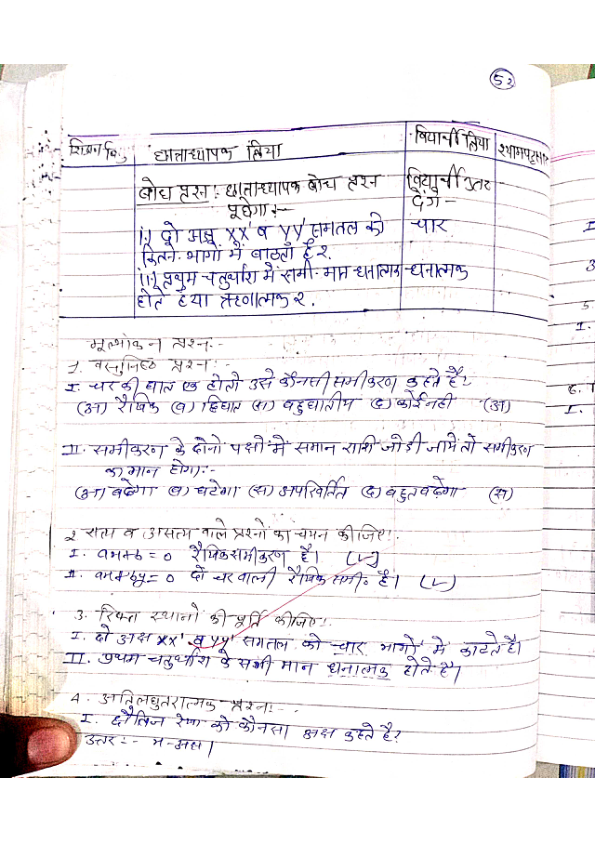 52
शिक्षण बिंदु छात्राध्यापक क्रिया विद्यार्थी क्रिया श्यामपट्ट
बोध प्रश्न :- छात्राध्यापक बोध प्रश्न विद्यार्थी उत्तर
पूछेगा :- देंगे -
1.) दो अक्ष XX' व YY' समतल को चार
कितने भागों में बाँटता है?
11.) प्रथम चतुर्थांश में सभी मान धनात्मक धनात्मक
होते हैं या ऋणात्मक?
मूल्यांकन प्रश्न :-
1. वस्तुनिष्ठ प्रश्न :-
I. चर की घात एक हो तो उसे कौनसी समीकरण कहते हैं?
(अ) रैखिक (ब) द्विघात (स) बहुघातीय (द) कोई नहीं (अ)
II. समीकरण के दोनों पक्षों में समान राशि जोडी जाये तो समीकरण
का मान होगा :-
(अ) बढ़ेगा (ब) घटेगा (स) अपरिवर्तित (द) बहुत बढ़ेगा (स)
2. सत्य व असत्य वाले प्रश्नों का चयन कीजिए :-
I. ax+b=0 रैखिक समीकरण है। (✓)
II. ax+by=0 दो चर वाली रैखिक समी० है। (✓)
3. रिक्त स्थानों की पूर्ति कीजिए :-
I. दो अक्ष XX' व YY' समतल को चार भागों में काटते है।
II. प्रथम चतुर्थांश के सभी मान धनात्मक होते है।
4. अतिलघुतरात्मक प्रश्न :-
I. क्षैतिज रेखा को कौनसा अक्ष कहते है?
उत्तर :- x-अक्ष।